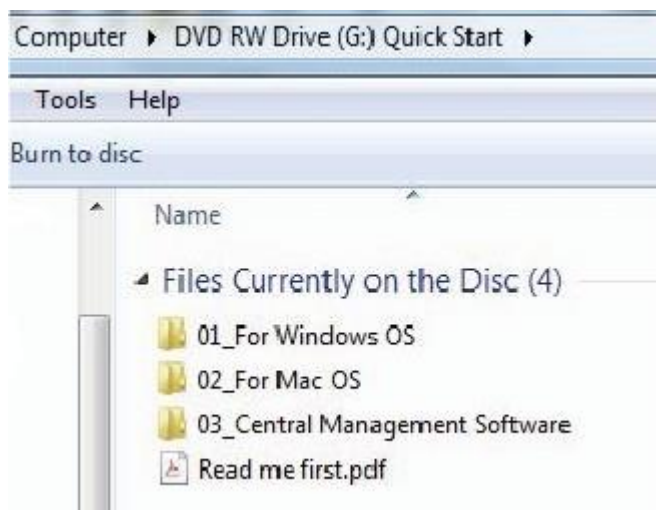 Computer ▸ DVD RW Drive (G:) Quick Start ▸
Tools Help
Burn to disc
Name
Files Currently on the Disc (4)
01_For Windows OS
02_For Mac OS
03_Central Management Software
Read me first.pdf